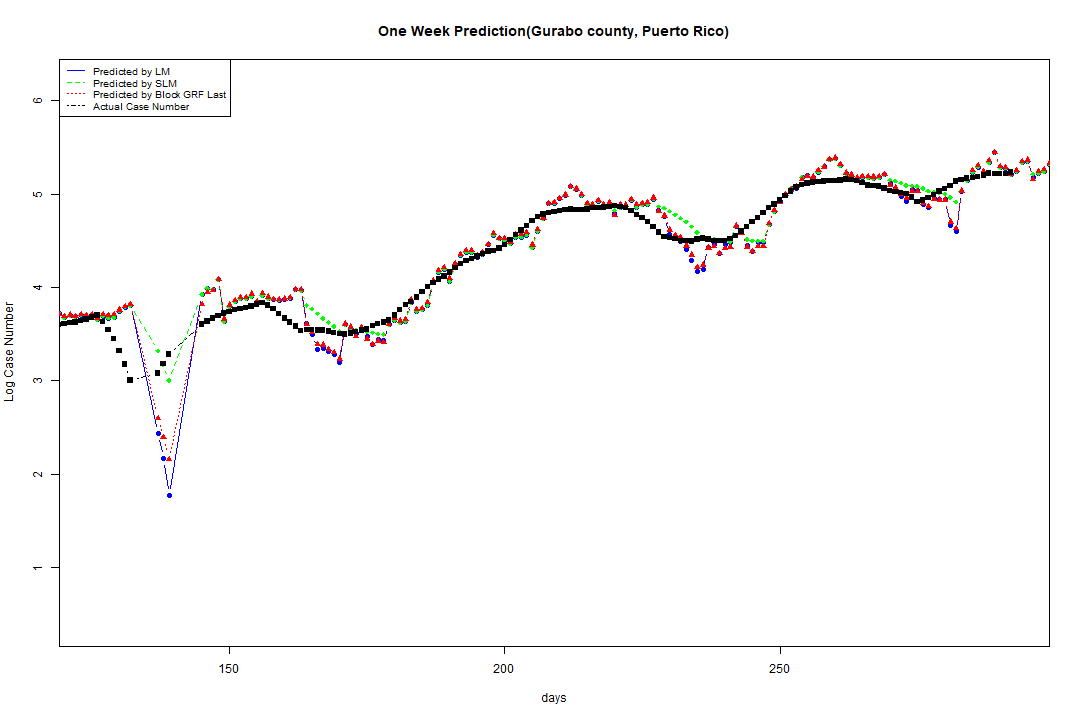 One Week Prediction(Gurabo county, Puerto Rico)
Predicted by LM
Predicted by SLM
Predicted by Block GRF Last
Actual Case Number
6
5
4
3
2
1
Log Case Number
150 200 250
days